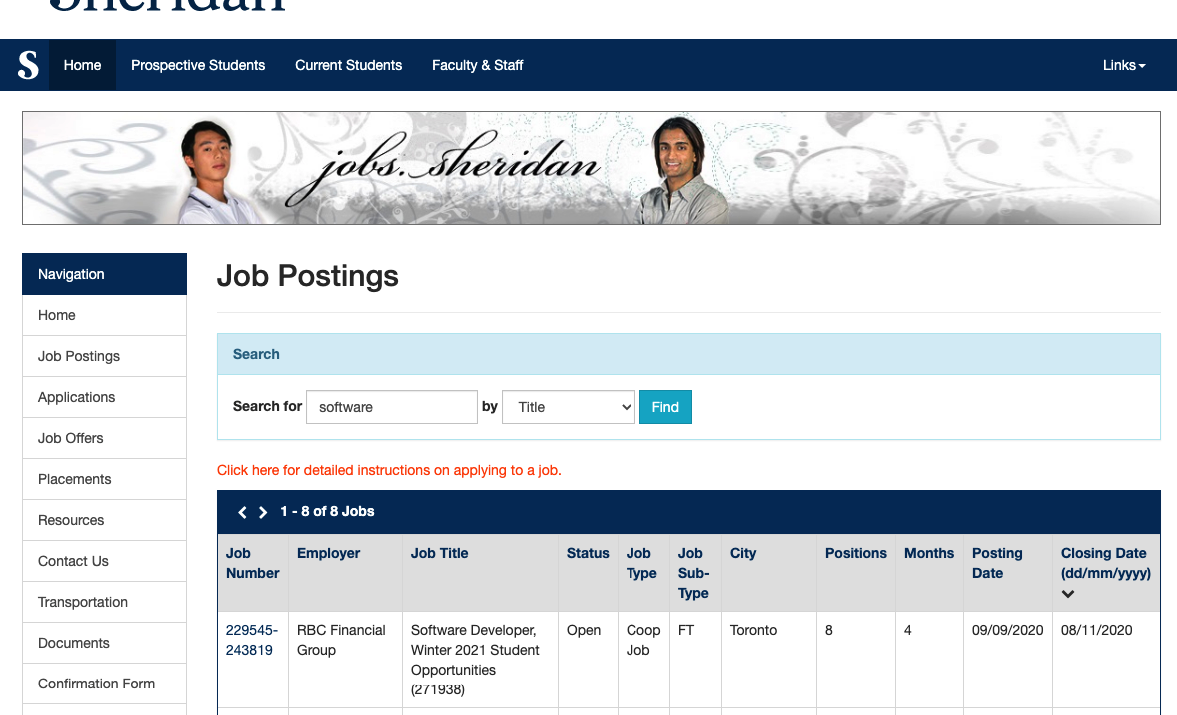 Sheridan
S Home Prospective Students Current Students Faculty & Staff Links
jobs.sheridan
Navigation
Home
Job Postings
Applications
Job Offers
Placements
Resources
Contact Us
Transportation
Documents
Confirmation Form
Job Postings
Search
Search for software by Title Find
Click here for detailed instructions on applying to a job.
1 - 8 of 8 Jobs
Job Number Employer Job Title Status Job Type Job Sub-Type City Positions Months Posting Date Closing Date (dd/mm/yyyy)
229545-243819 RBC Financial Group Software Developer, Winter 2021 Student Opportunities (271938) Open Coop Job FT Toronto 8 4 09/09/2020 08/11/2020